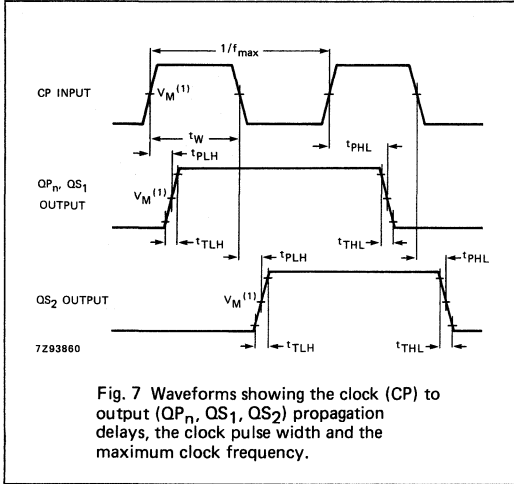 1/fmax
CP INPUT
VM(1)
tW
tPLH
tPHL
QPn, QS1
OUTPUT
VM(1)
tTLH
tTHL
tPLH
tPHL
QS2 OUTPUT
VM(1)
tTLH
tTHL
7Z93860
Fig. 7 Waveforms showing the clock (CP) to
output (QPn, QS1, QS2) propagation
delays, the clock pulse width and the
maximum clock frequency.